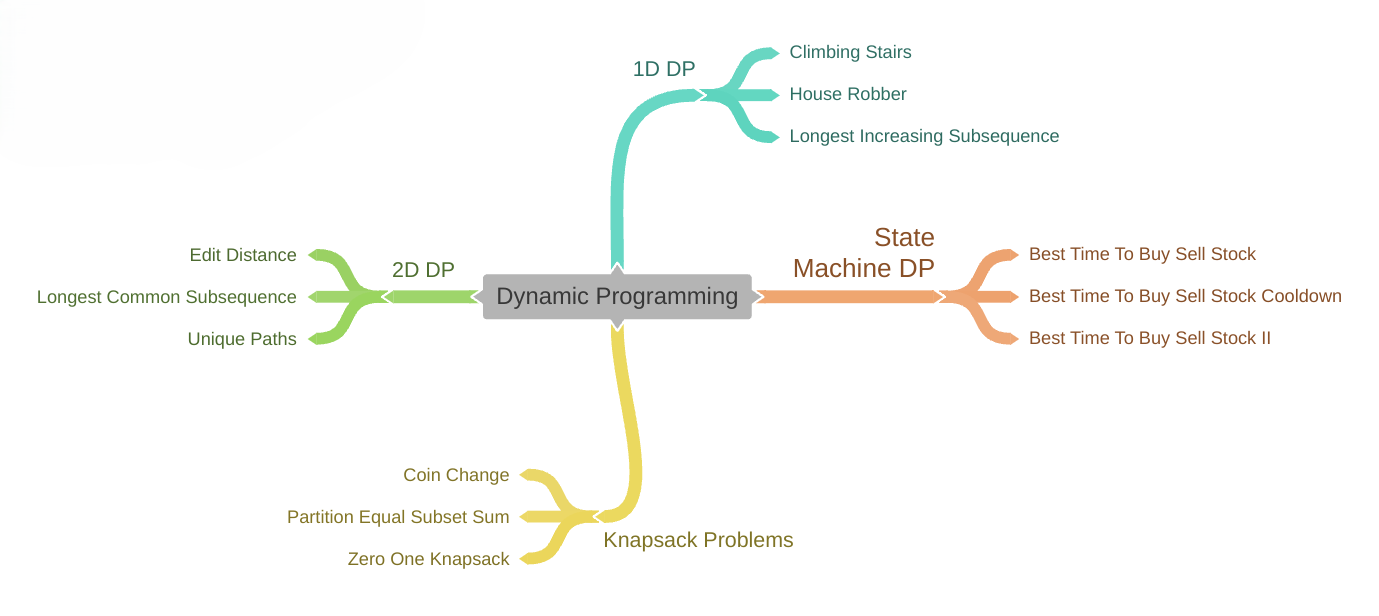 1D DP
Climbing Stairs
House Robber
Longest Increasing Subsequence
State
Machine DP
Best Time To Buy Sell Stock
Best Time To Buy Sell Stock Cooldown
Best Time To Buy Sell Stock II
Dynamic Programming
2D DP
Edit Distance
Longest Common Subsequence
Unique Paths
Knapsack Problems
Coin Change
Partition Equal Subset Sum
Zero One Knapsack